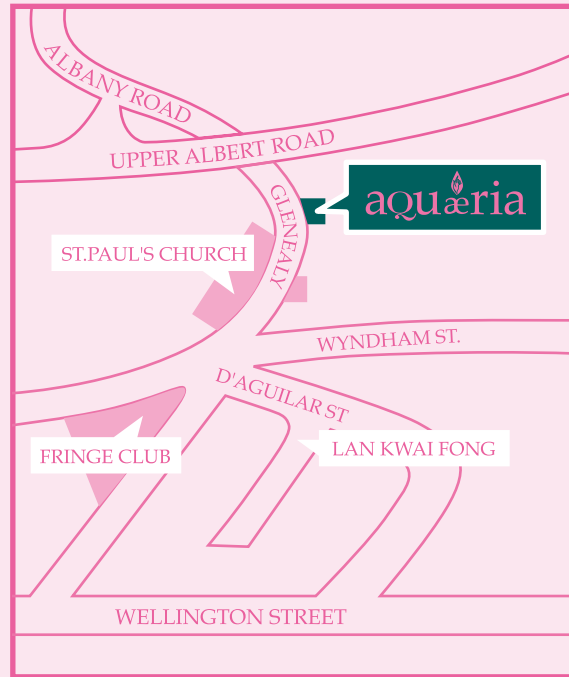 ALBANY ROAD
UPPER ALBERT ROAD
aquæria
GLENEALY
ST.PAUL'S CHURCH
WYNDHAM ST.
D'AGUILAR ST
FRINGE CLUB
LAN KWAI FONG
WELLINGTON STREET